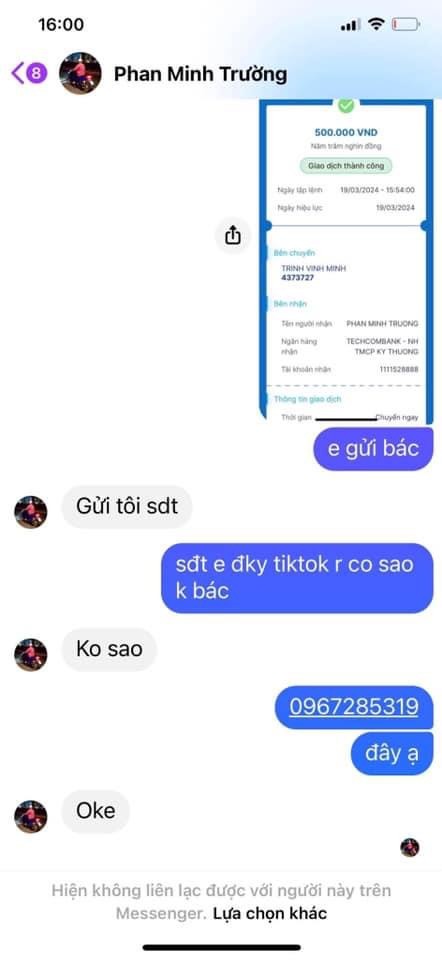 16:00
8
Phan Minh Trường
500.000 VND
Năm trăm nghìn đồng
Giao dịch thành công
Ngày lập lệnh 19/03/2024 - 15:54:00
Ngày hiệu lực 19/03/2024
Bên chuyển
TRINH VINH MINH
4373727
Bên nhận
Tên người nhận PHAN MINH TRUONG
Ngân hàng TECHCOMBANK - NH
nhận TMCP KY THUONG
Tài khoản nhận 1111528888
Thông tin giao dịch
Thời gian Chuyển ngay
e gửi bác
Gửi tôi sdt
sđt e đky tiktok r co sao
k bác
Ko sao
0967285319
đây ạ
Oke
Hiện không liên lạc được với người này trên
Messenger. Lựa chọn khác